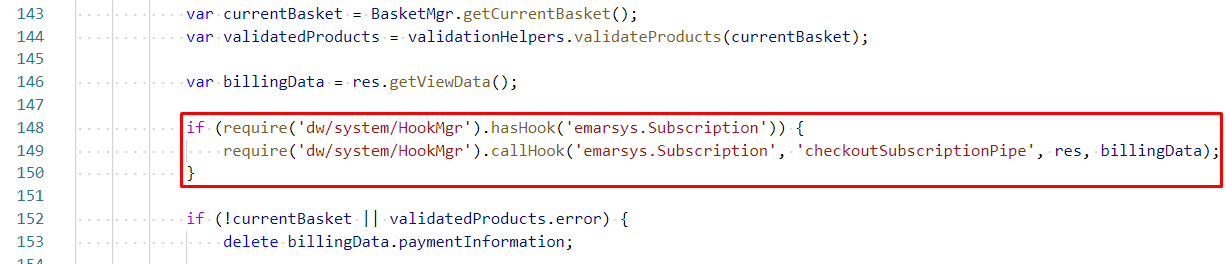 143 var currentBasket = BasketMgr.getCurrentBasket();
144 var validatedProducts = validationHelpers.validateProducts(currentBasket);
145
146 var billingData = res.getViewData();
147
148 if (require('dw/system/HookMgr').hasHook('emarsys.Subscription')) {
149 require('dw/system/HookMgr').callHook('emarsys.Subscription', 'checkoutSubscriptionPipe', res, billingData);
150 }
151
152 if (!currentBasket || validatedProducts.error) {
153 delete billingData.paymentInformation;
154